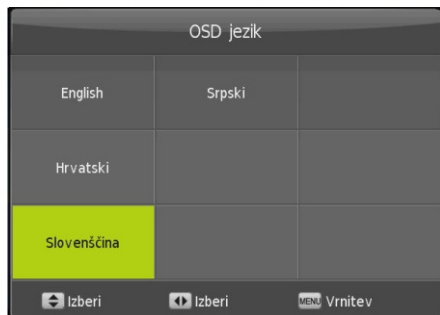 OSD jezik
English Srpski
Hrvatski
Slovenščina
Izberi Izberi MENU Vrnitev